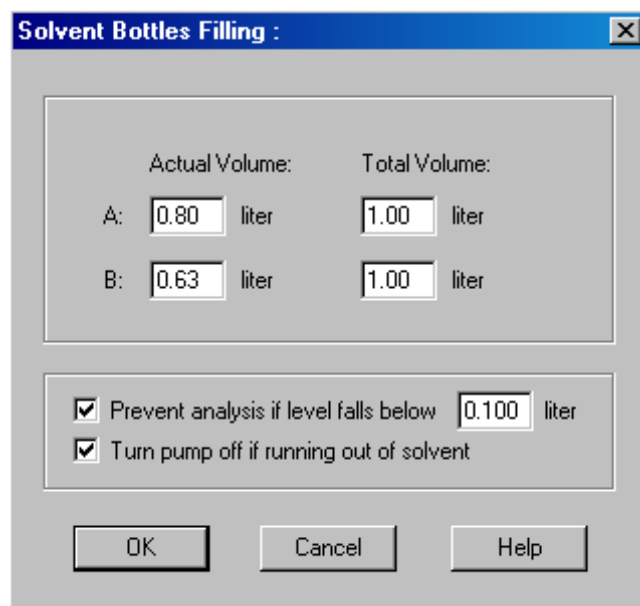 Solvent Bottles Filling :
Actual Volume: Total Volume:
A: 0.80 liter 1.00 liter
B: 0.63 liter 1.00 liter
Prevent analysis if level falls below 0.100 liter
Turn pump off if running out of solvent
OK Cancel Help